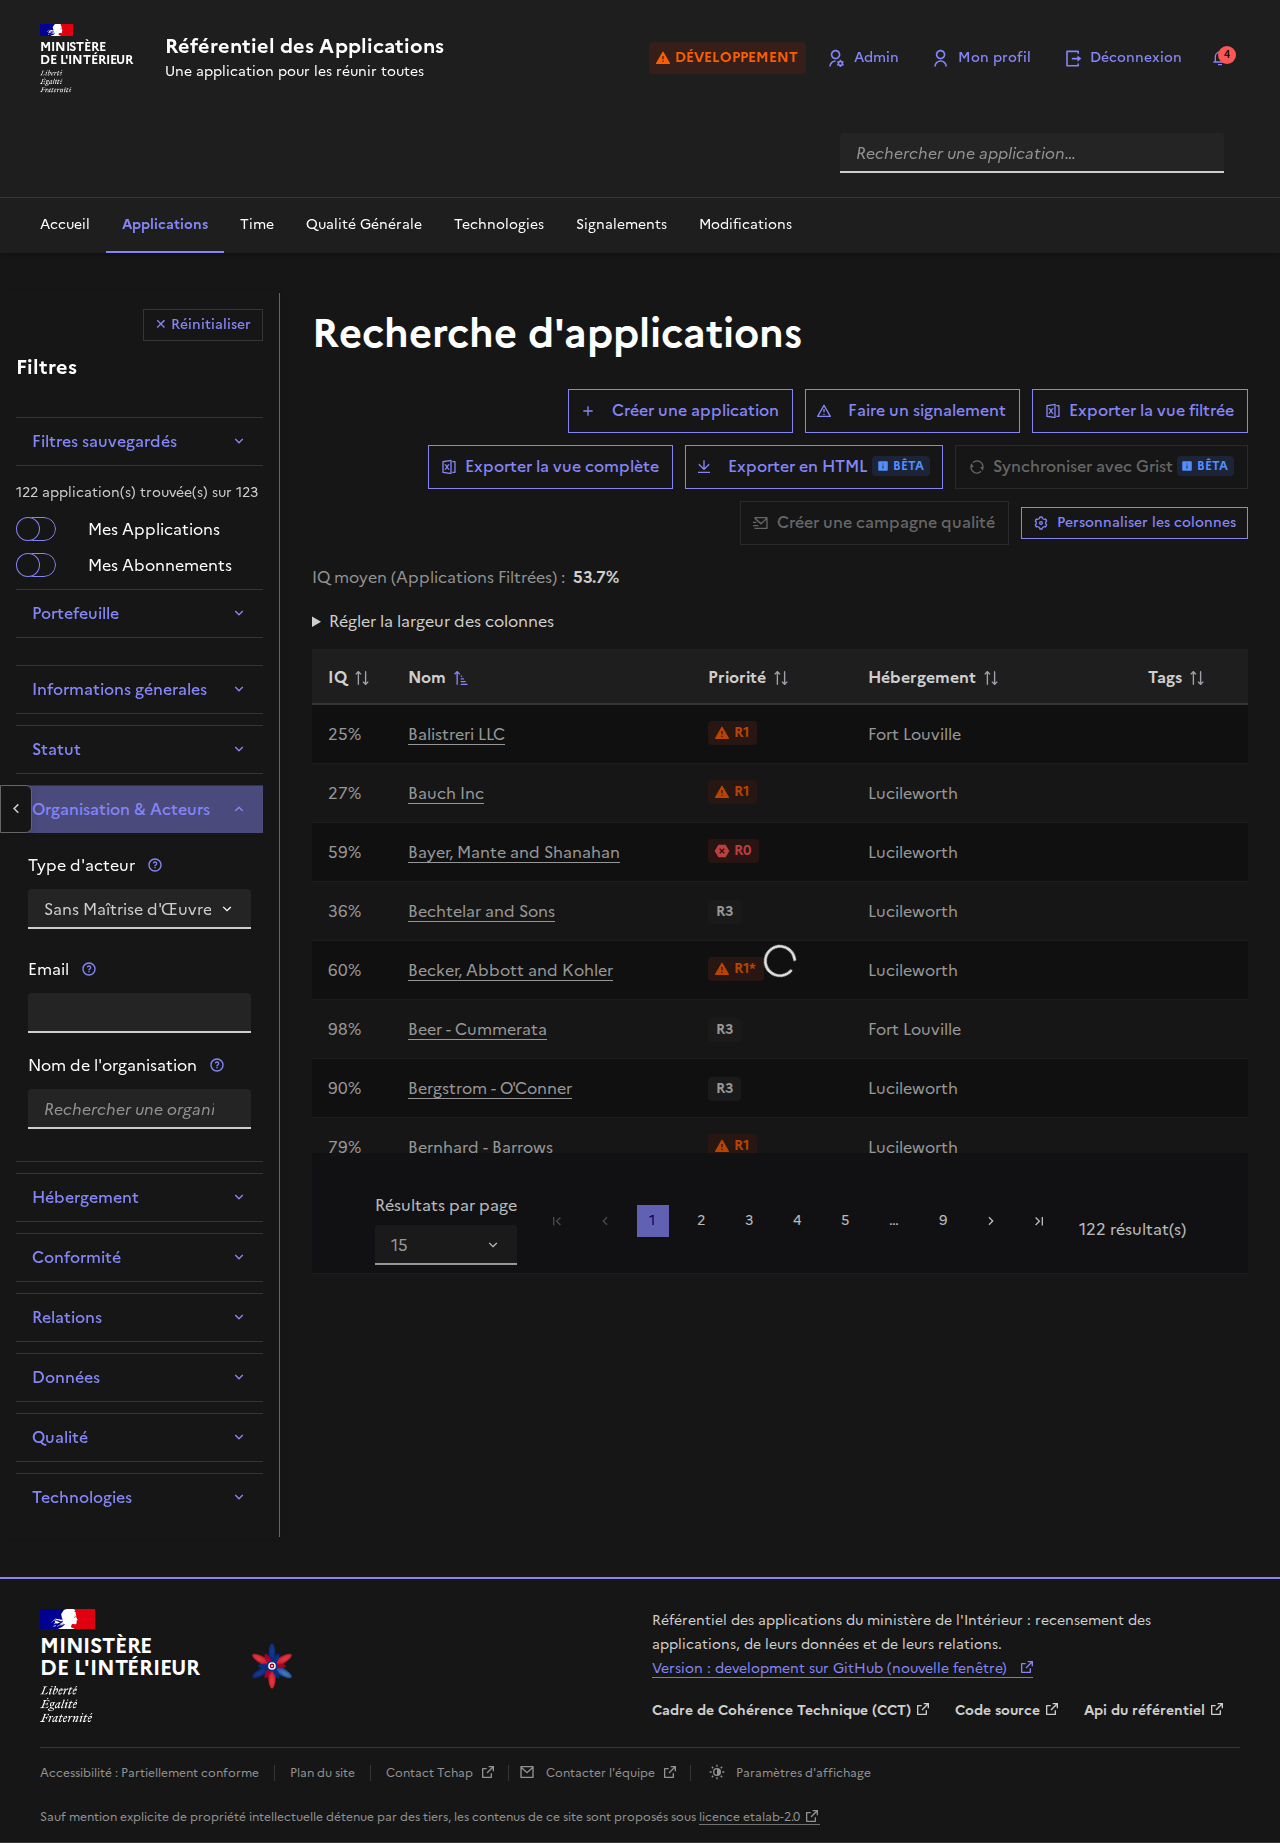 MINISTÈRE
DE L'INTÉRIEUR
Liberté
Égalité
Fraternité
Référentiel des Applications
Une application pour les réunir toutes
DÉVELOPPEMENT
Admin
Mon profil
Déconnexion
4
Rechercher une application...
Accueil
Applications
Time
Qualité Générale
Technologies
Signalements
Modifications
Réinitialiser
Filtres
Filtres sauvegardés
122 application(s) trouvée(s) sur 123
Mes Applications
Mes Abonnements
Portefeuille
Informations génerales
Statut
Organisation & Acteurs
Type d'acteur
Sans Maîtrise d'Œuvre
Email
Nom de l'organisation
Rechercher une organi
Hébergement
Conformité
Relations
Données
Qualité
Technologies
Recherche d'applications
Créer une application
Faire un signalement
Exporter la vue filtrée
Exporter la vue complète
Exporter en HTML BÊTA
Synchroniser avec Grist BÊTA
Créer une campagne qualité
Personnaliser les colonnes
IQ moyen (Applications Filtrées) : 53.7%
Régler la largeur des colonnes
IQ Nom Priorité Hébergement Tags
25% Balistreri LLC R1 Fort Louville
27% Bauch Inc R1 Lucileworth
59% Bayer, Mante and Shanahan R0 Lucileworth
36% Bechtelar and Sons R3 Lucileworth
60% Becker, Abbott and Kohler R1* Lucileworth
98% Beer - Cummerata R3 Fort Louville
90% Bergstrom - O'Conner R3 Lucileworth
79% Bernhard - Barrows R1 Lucileworth
Résultats par page
15
1 2 3 4 5 … 9
122 résultat(s)
MINISTÈRE
DE L'INTÉRIEUR
Liberté
Égalité
Fraternité
Référentiel des applications du ministère de l'Intérieur : recensement des
applications, de leurs données et de leurs relations.
Version : development sur GitHub (nouvelle fenêtre)
Cadre de Cohérence Technique (CCT)
Code source
Api du référentiel
Accessibilité : Partiellement conforme
Plan du site
Contact Tchap
Contacter l'équipe
Paramètres d'affichage
Sauf mention explicite de propriété intellectuelle détenue par des tiers, les contenus de ce site sont proposés sous licence etalab-2.0